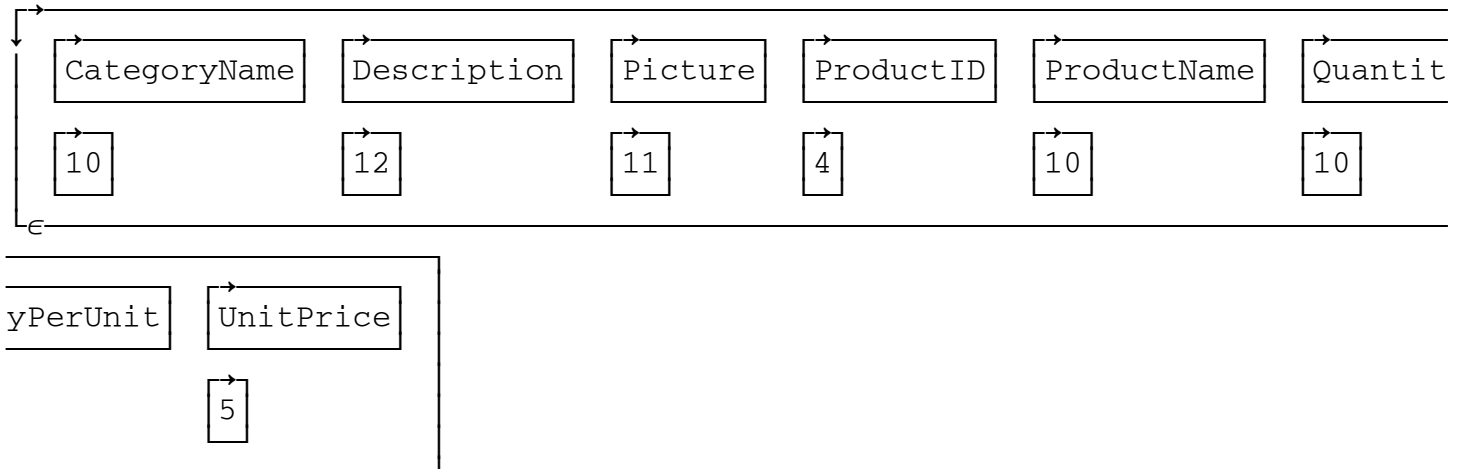 CategoryName Description Picture ProductID ProductName Quantit
10 12 11 4 10 10
yPerUnit UnitPrice
5